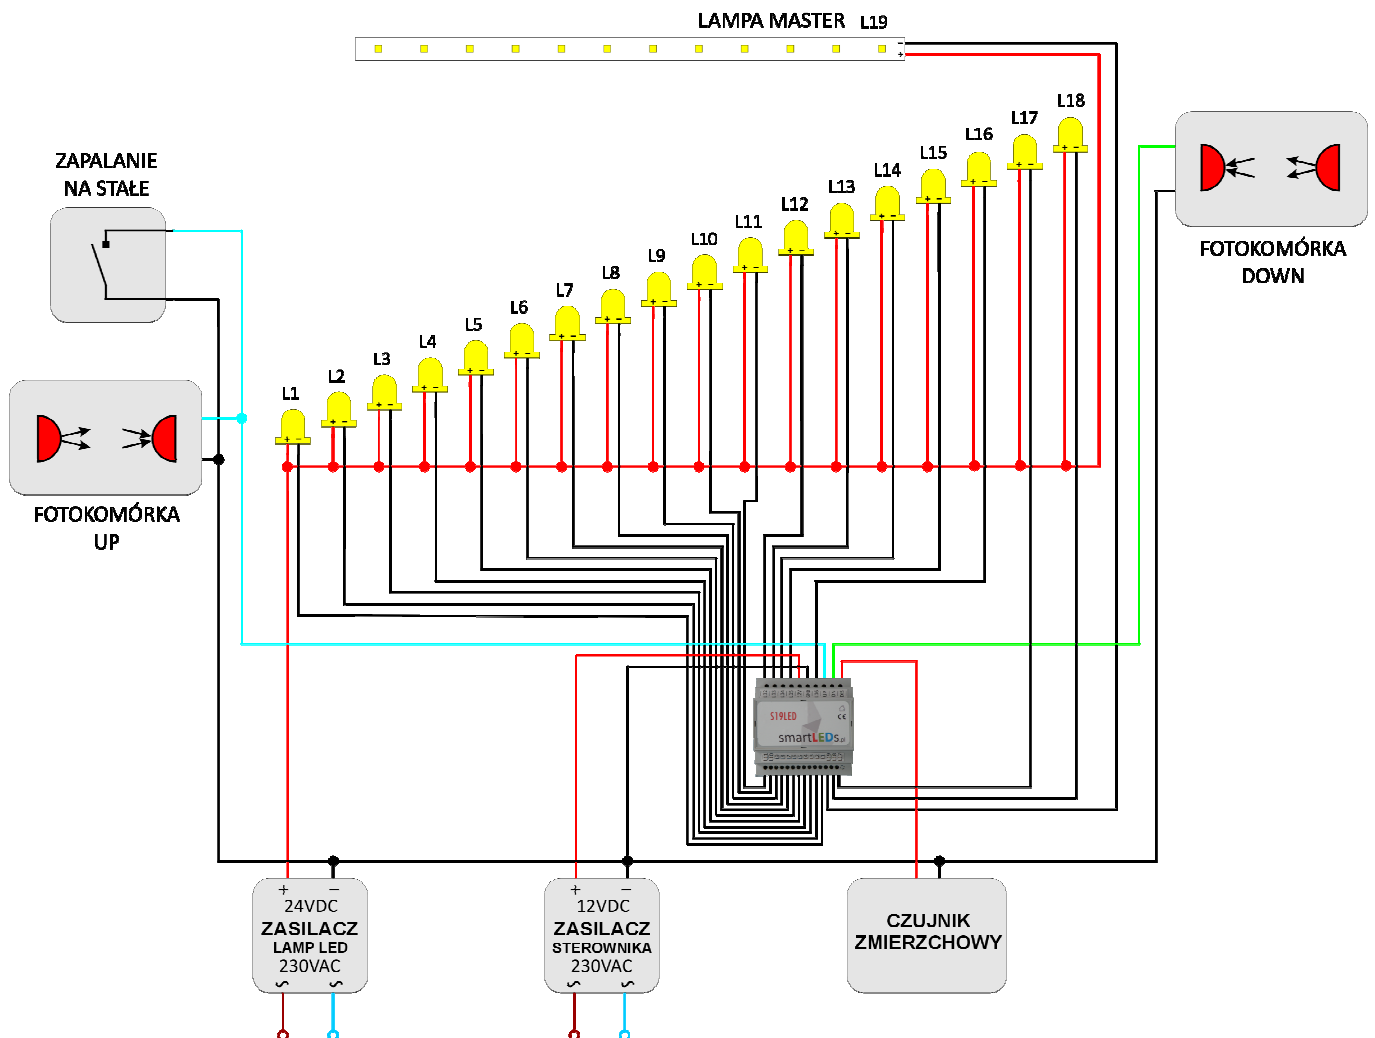 LAMPA MASTER L19
L18
L17
L16
L15
L14
L13
L12
L11
L10
L9
L8
L7
L6
L5
L4
L3
L2
L1
ZAPALANIE
NA STAŁE
FOTOKOMÓRKA
UP
FOTOKOMÓRKA
DOWN
S19LED
smartLEDs.pl
+ −
24VDC
ZASILACZ
LAMP LED
230VAC
+ −
12VDC
ZASILACZ
STEROWNIKA
230VAC
CZUJNIK
ZMIERZCHOWY